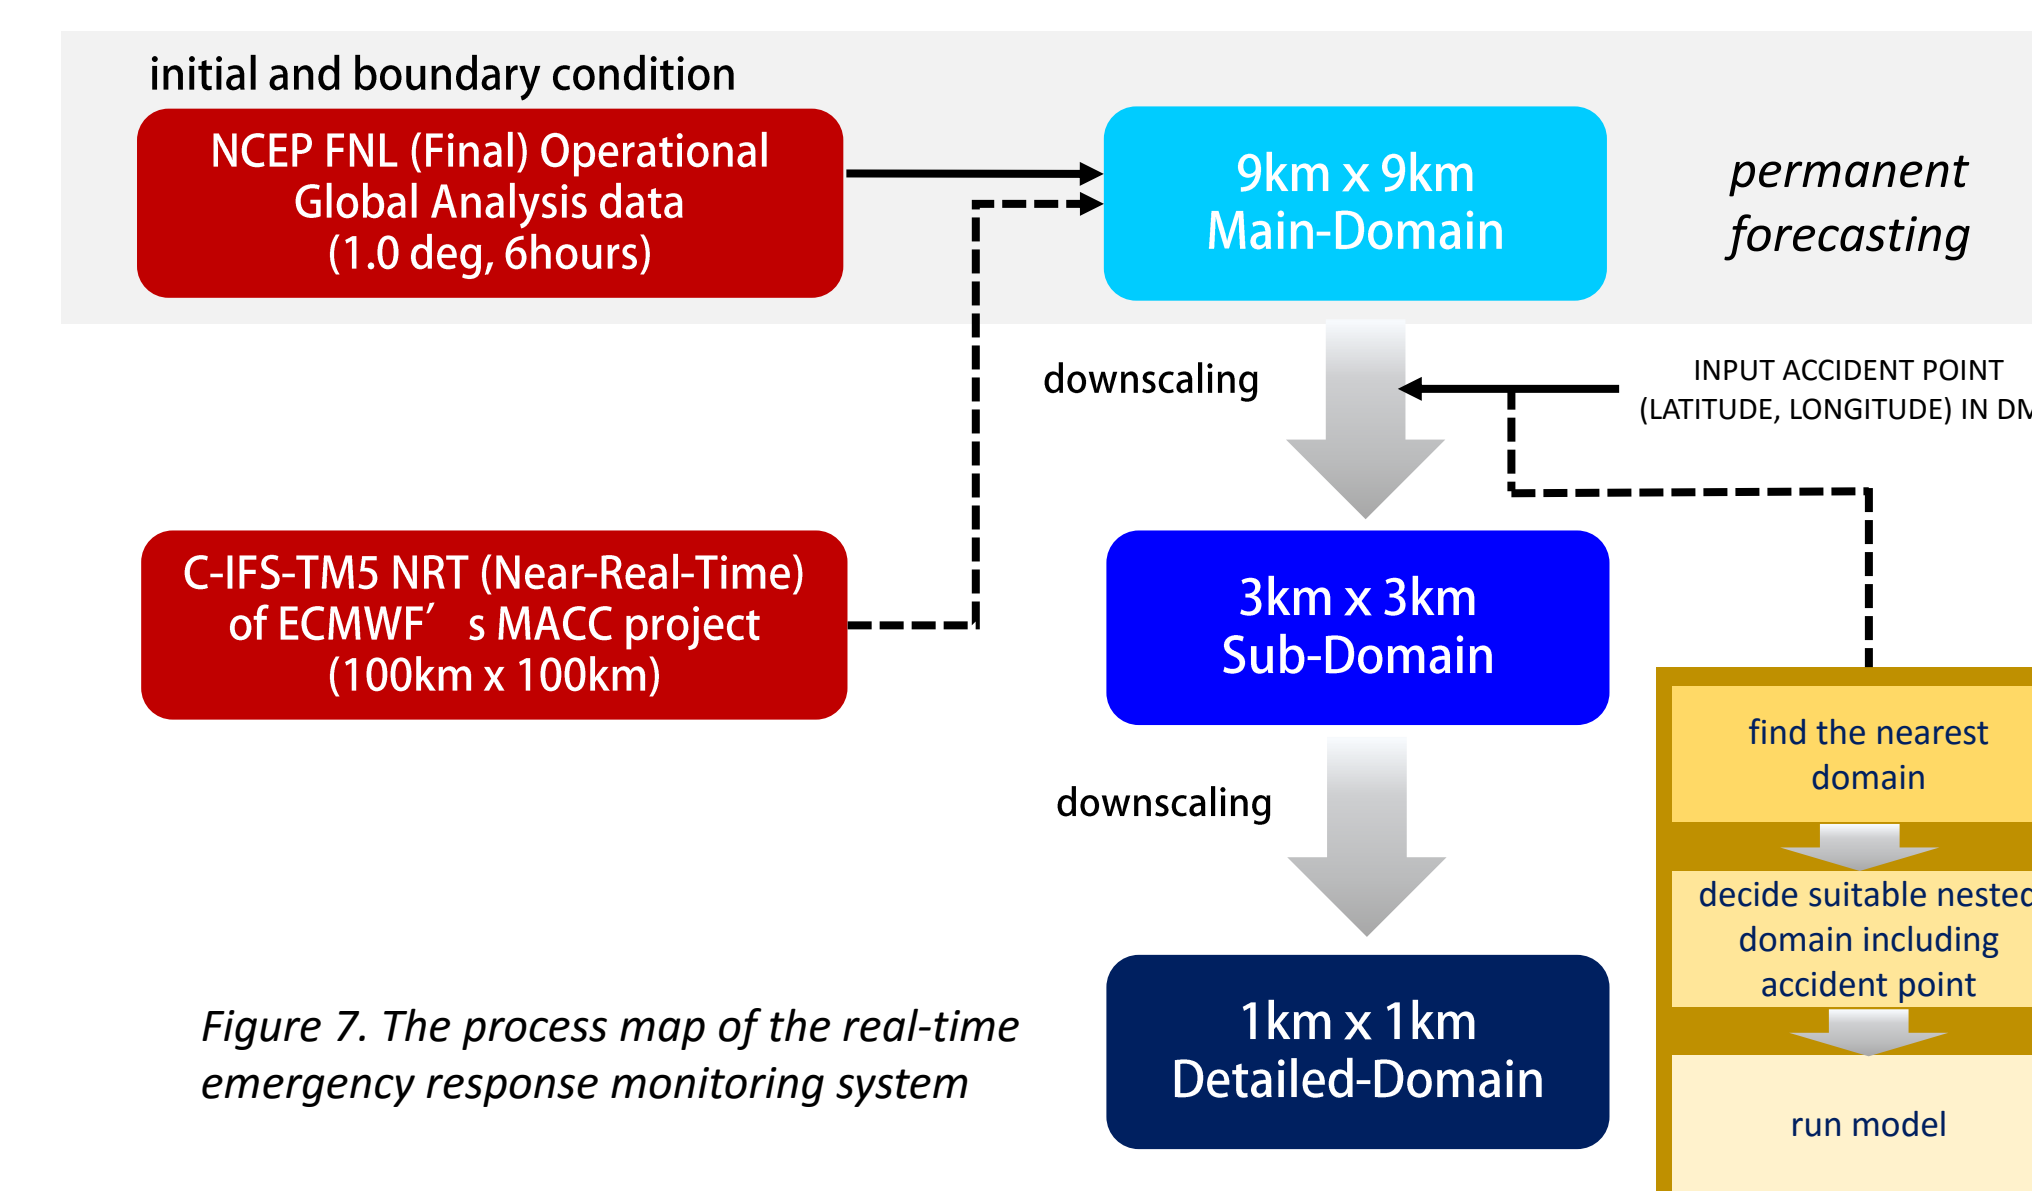 initial and boundary condition
NCEP FNL (Final) Operational
Global Analysis data
(1.0 deg, 6hours)
9km x 9km
Main-Domain
permanent
forecasting
downscaling
INPUT ACCIDENT POINT
(LATITUDE, LONGITUDE) IN
C-IFS-TM5 NRT (Near-Real-Time)
of ECMWF′ s MACC project
(100km x 100km)
3km x 3km
Sub-Domain
find the nearest
domain
downscaling
decide suitable nested
domain including
accident point
1km x 1km
Detailed-Domain
run model
Figure 7. The process map of the real-time
emergency response monitoring system